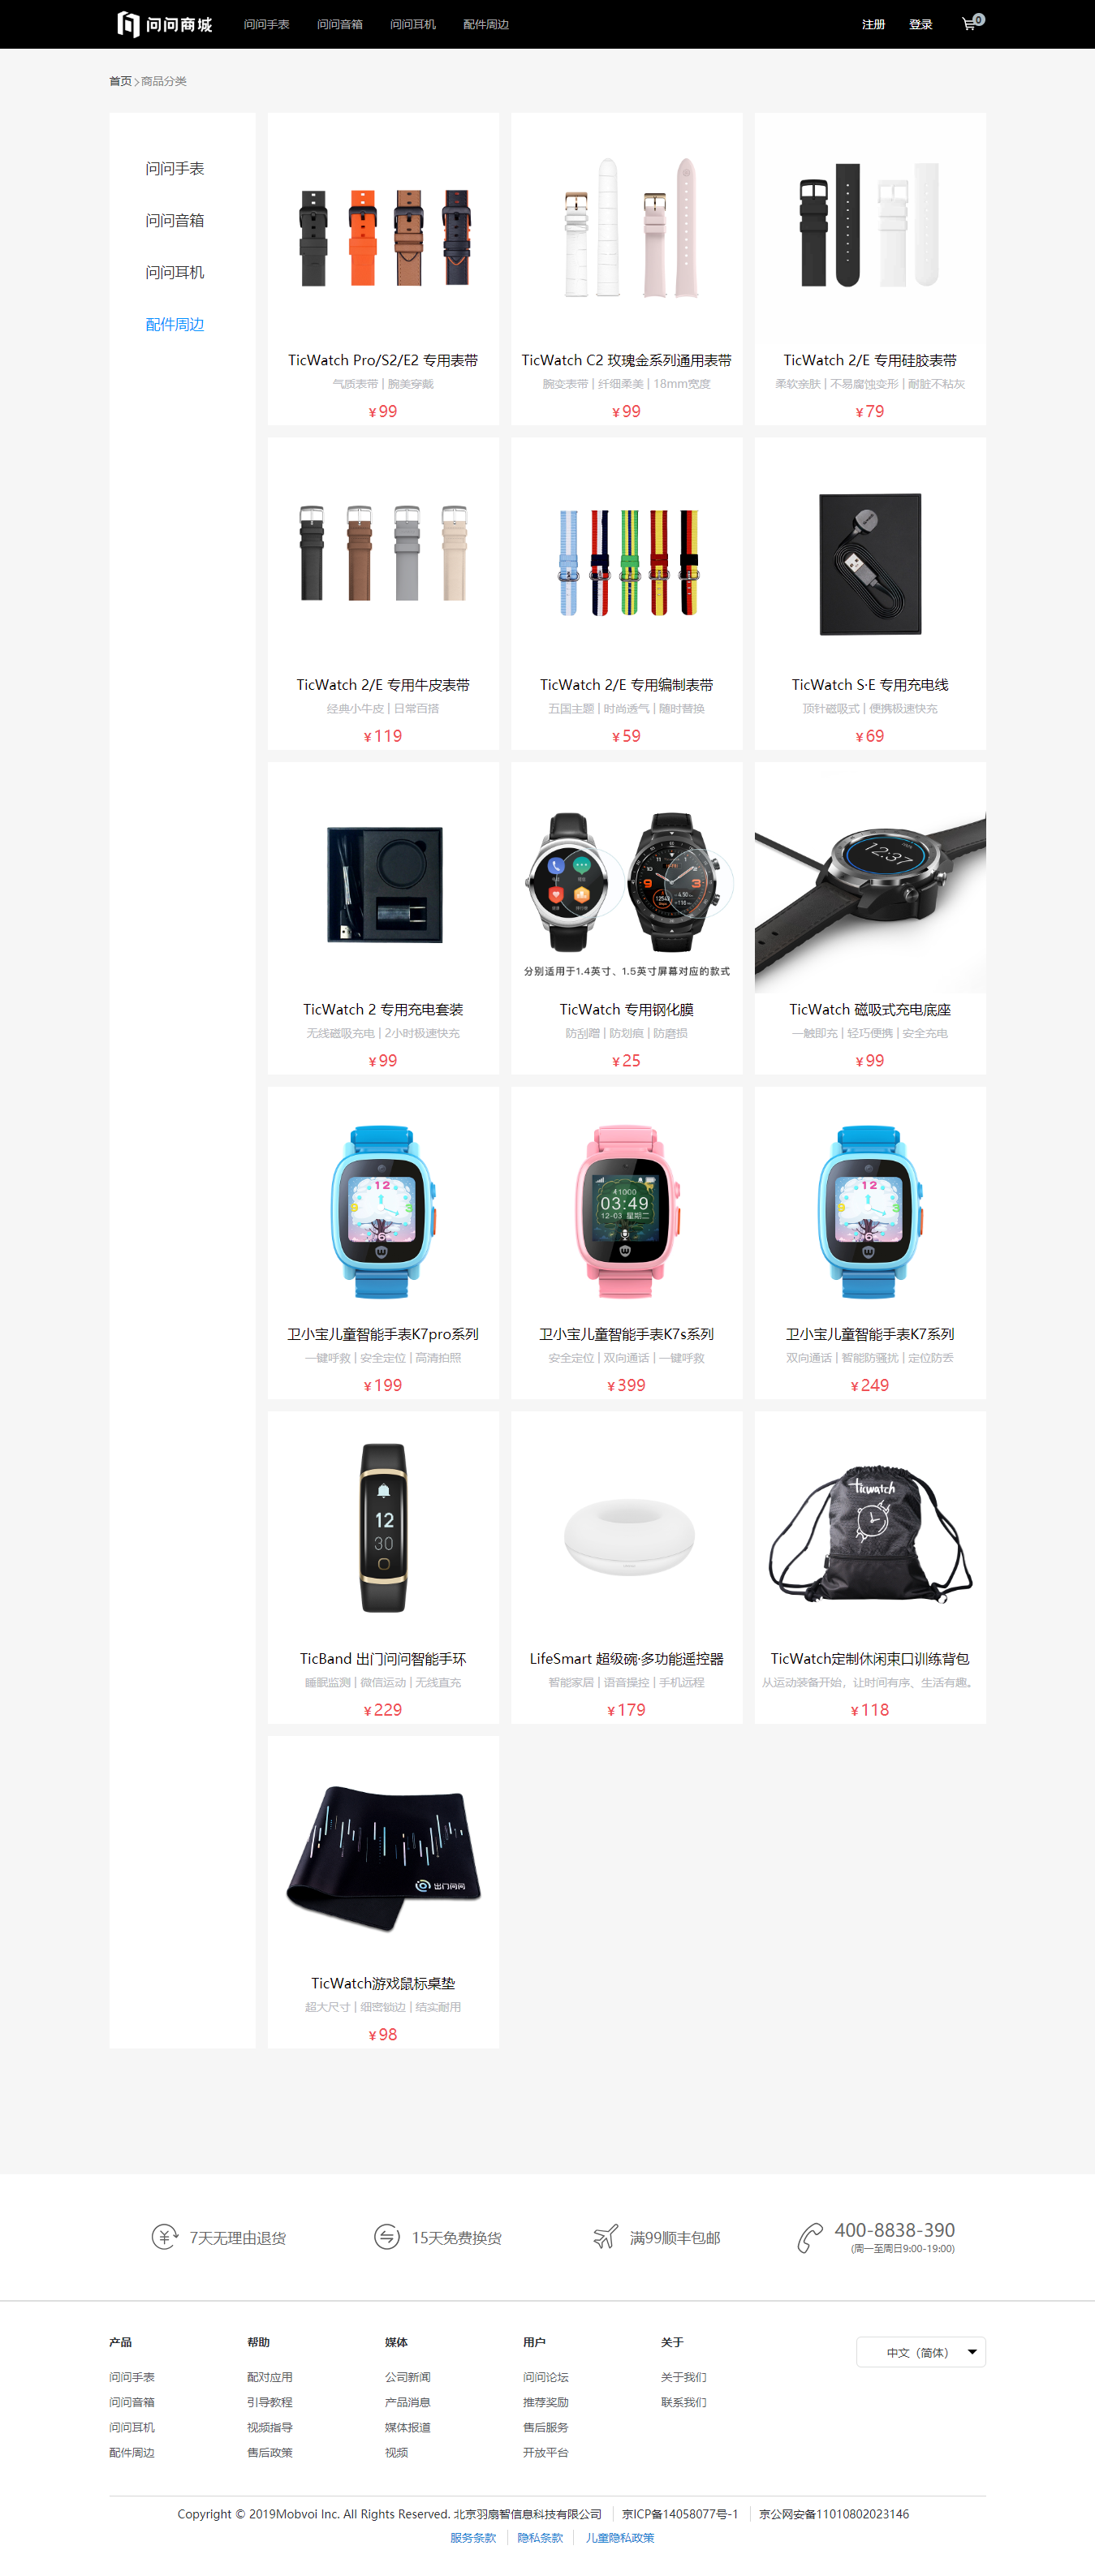 问问商城 问问手表 问问音箱 问问耳机 配件周边 注册 登录 0
首页 > 商品分类
问问手表
问问音箱
问问耳机
配件周边
TicWatch Pro/S2/E2 专用表带
气质表带 | 腕美穿戴
¥99
TicWatch C2 玫瑰金系列通用表带
腕变表带 | 纤细柔美 | 18mm宽度
¥99
TicWatch 2/E 专用硅胶表带
柔软亲肤 | 不易腐蚀变形 | 耐脏不粘灰
¥79
TicWatch 2/E 专用牛皮表带
经典小牛皮 | 日常百搭
¥119
TicWatch 2/E 专用编制表带
五国主题 | 时尚透气 | 随时替换
¥59
TicWatch S·E 专用充电线
顶针磁吸式 | 便携极速快充
¥69
TicWatch 2 专用充电套装
无线磁吸充电 | 2小时极速快充
¥99
分别适用于1.4英寸、1.5英寸屏幕对应的款式
TicWatch 专用钢化膜
防刮蹭 | 防划痕 | 防磨损
¥25
12:37
TicWatch 磁吸式充电底座
一触即充 | 轻巧便携 | 安全充电
¥99
12
9
3
6
卫小宝儿童智能手表K7pro系列
一键呼救 | 安全定位 | 高清拍照
¥199
41000
03:49
12-03 星期二
卫小宝儿童智能手表K7s系列
安全定位 | 双向通话 | 一键呼救
¥399
12
9
3
6
卫小宝儿童智能手表K7系列
双向通话 | 智能防骚扰 | 定位防丢
¥249
12
30
TicBand 出门问问智能手环
睡眠监测 | 微信运动 | 无线直充
¥229
LifeSmart 超级碗·多功能遥控器
智能家居 | 语音操控 | 手机远程
¥179
ticwatch
TicWatch定制休闲束口训练背包
从运动装备开始，让时间有序、生活有趣。
¥118
出门问问
TicWatch游戏鼠标桌垫
超大尺寸 | 细密锁边 | 结实耐用
¥98
7天无理由退货
15天免费换货
满99顺丰包邮
400-8838-390
(周一至周日9:00-19:00)
产品
问问手表
问问音箱
问问耳机
配件周边
帮助
配对应用
引导教程
视频指导
售后政策
媒体
公司新闻
产品消息
媒体报道
视频
用户
问问论坛
推荐奖励
售后服务
开放平台
关于
关于我们
联系我们
中文（简体）
Copyright © 2019Mobvoi Inc. All Rights Reserved. 北京羽扇智信息科技有限公司 | 京ICP备14058077号-1 | 京公网安备11010802023146
服务条款 | 隐私条款 | 儿童隐私政策